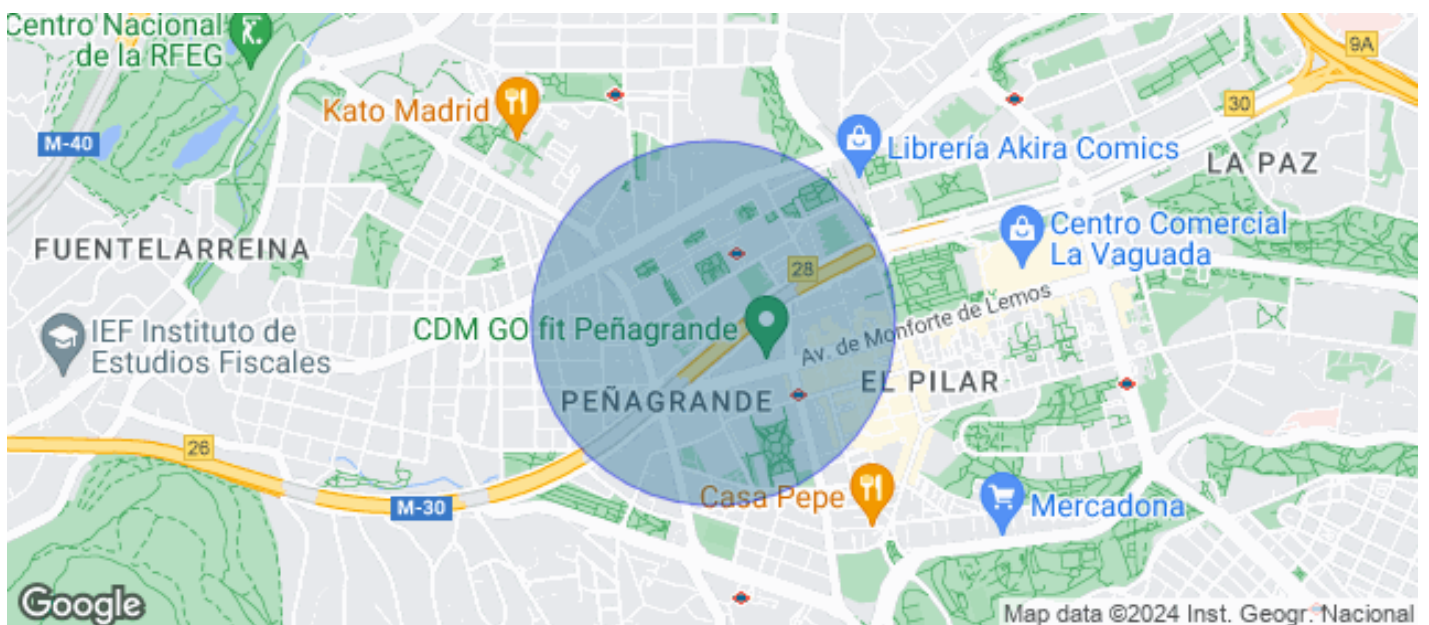 Centro Nacional
de la RFEG
9A
Kato Madrid
30
M-40
Librería Akira Comics
LA PAZ
Centro Comercial
La Vaguada
FUENTELARREINA
28
CDM GO fit Peñagrande
Av. de Monforte de Lemos
IEF Instituto de
Estudios Fiscales
EL PILAR
PEÑAGRANDE
26
M-30
Casa Pepe
Mercadona
Google
Map data ©2024 Inst. Geogr. Nacional